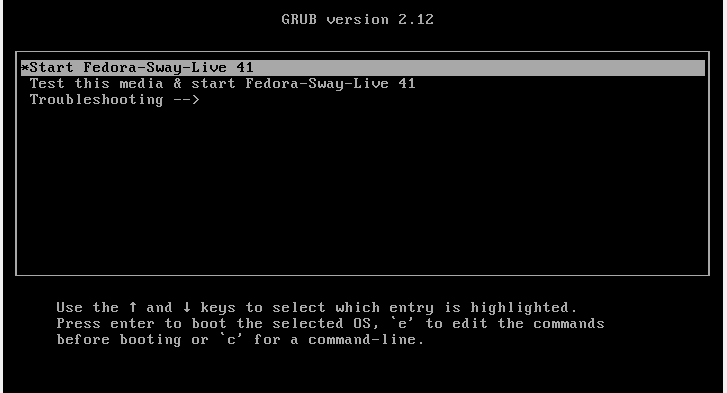 GRUB version 2.12
*Start Fedora-Sway-Live 41
Test this media & start Fedora-Sway-Live 41
Troubleshooting -->
Use the ↑ and ↓ keys to select which entry is highlighted.
Press enter to boot the selected OS, `e' to edit the commands
before booting or `c' for a command-line.